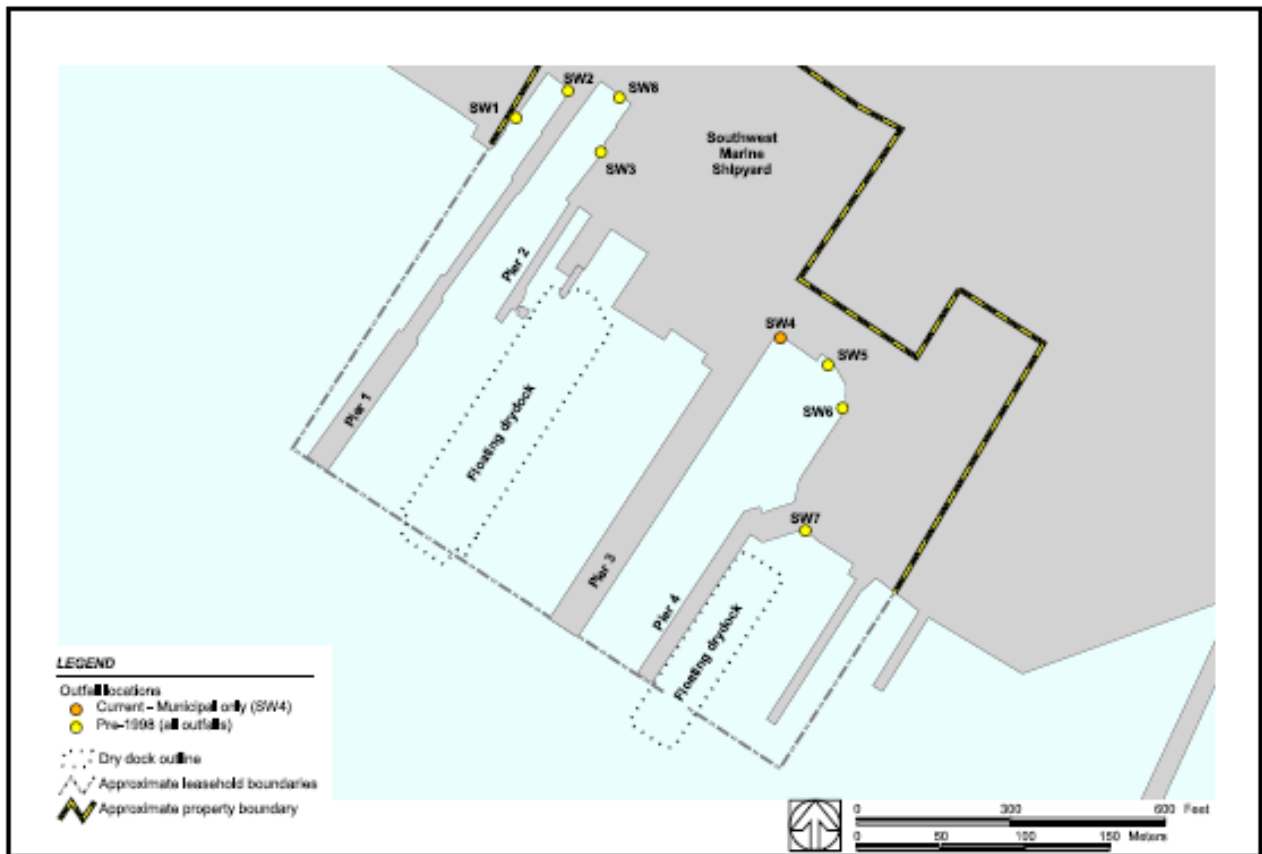 SW2
SW8
SW1
Southwest
Marine
Shipyard
SW3
Pier 2
SW4
SW5
Pier 1
Floating drydock
SW6
SW7
Pier 3
Pier 4
Floating drydock
LEGEND
Outfall locations
Current - Municipal only (SW4)
Pre-1998 (all outfalls)
Dry dock outline
Approximate leasehold boundaries
Approximate property boundary
0 300 600 Feet
0 50 100 150 Meters